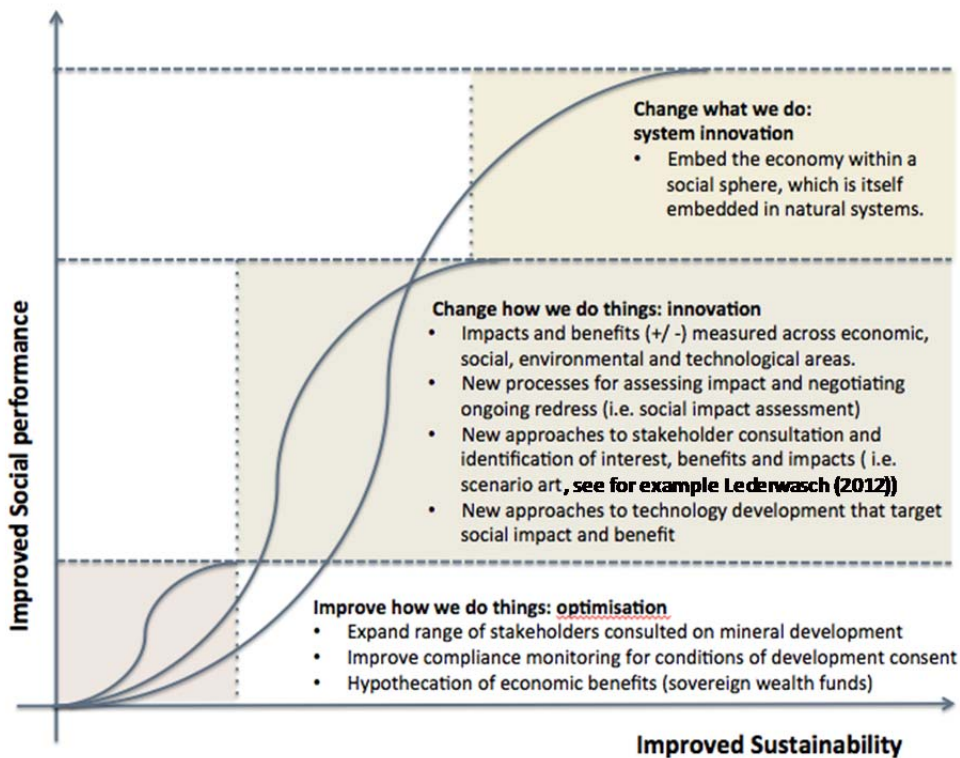 Change what we do:
system innovation
• Embed the economy within a
social sphere, which is itself
embedded in natural systems.
Change how we do things: innovation
• Impacts and benefits (+/ -) measured across economic,
social, environmental and technological areas.
• New processes for assessing impact and negotiating
ongoing redress (i.e. social impact assessment)
• New approaches to stakeholder consultation and
identification of interest, benefits and impacts ( i.e.
scenario art, see for example Lederwasch (2012))
• New approaches to technology development that target
social impact and benefit
Improve how we do things: optimisation
• Expand range of stakeholders consulted on mineral development
• Improve compliance monitoring for conditions of development consent
• Hypothecation of economic benefits (sovereign wealth funds)
Improved Social performance
Improved Sustainability